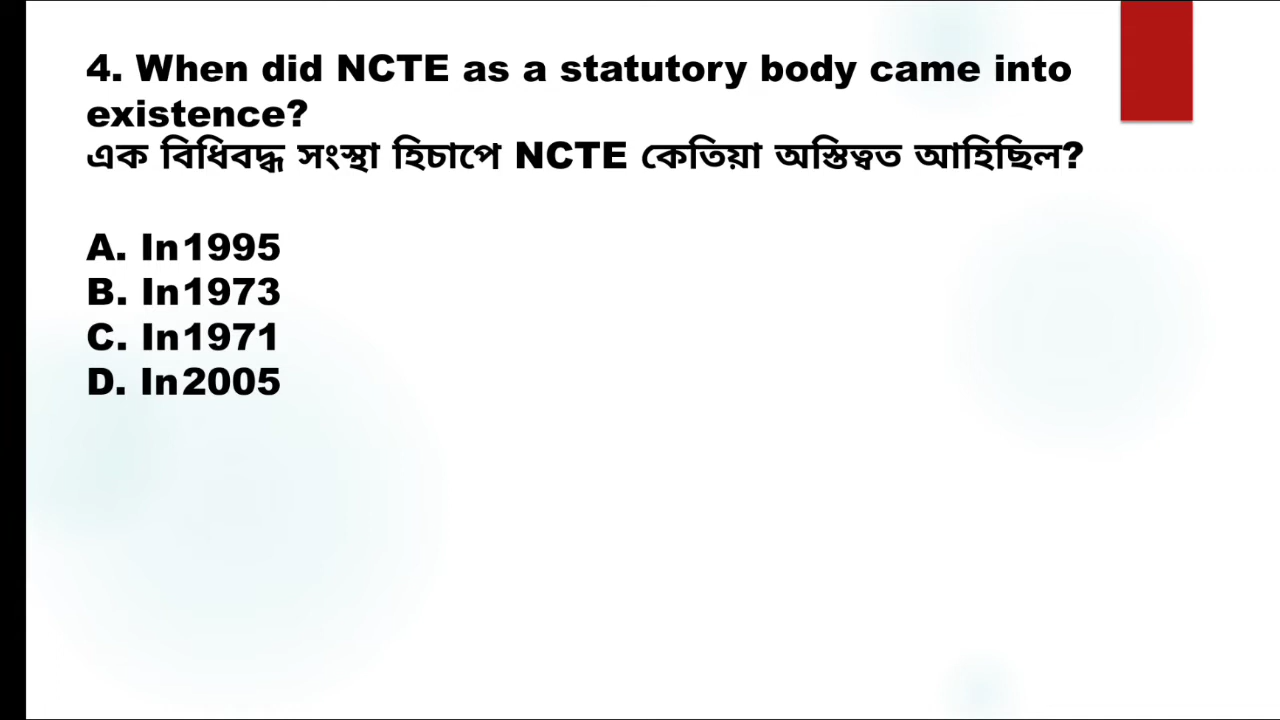 4. When did NCTE as a statutory body came into
existence?
এক বিধিবদ্ধ সংস্থা হিচাপে NCTE কেতিয়া অস্তিত্বত আহিছিল?
A. In1995
B. In1973
C. In1971
D. In2005